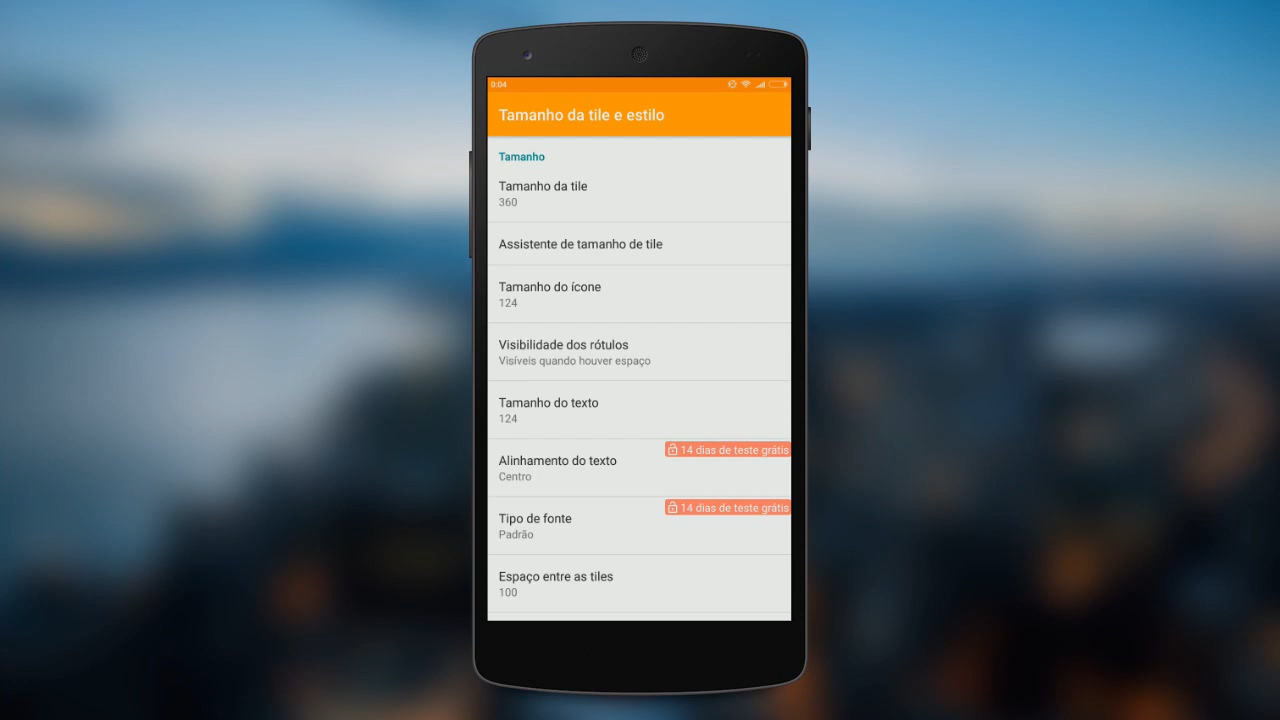 0:04
Tamanho da tile e estilo
Tamanho
Tamanho da tile
360
Assistente de tamanho de tile
Tamanho do ícone
124
Visibilidade dos rótulos
Visíveis quando houver espaço
Tamanho do texto
124
14 dias de teste grátis
Alinhamento do texto
Centro
14 dias de teste grátis
Tipo de fonte
Padrão
Espaço entre as tiles
100